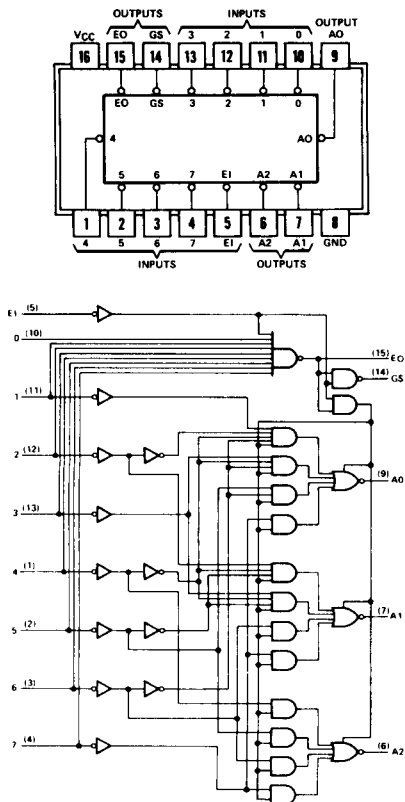 OUTPUTS INPUTS OUTPUT
VCC EO GS 3 2 1 0 AO
16 15 14 13 12 11 10 9
EO GS 3 2 1 0
4 AO
5 6 7 EI A2 A1
1 2 3 4 5 6 7 8
4 5 6 7 EI A2 A1 GND
INPUTS OUTPUTS
EI (5)
0 (10)
(15) EO
(14) GS
1 (11)
2 (12)
(9) A0
3 (13)
4 (1)
(7) A1
5 (2)
6 (3)
7 (4)
(6) A2